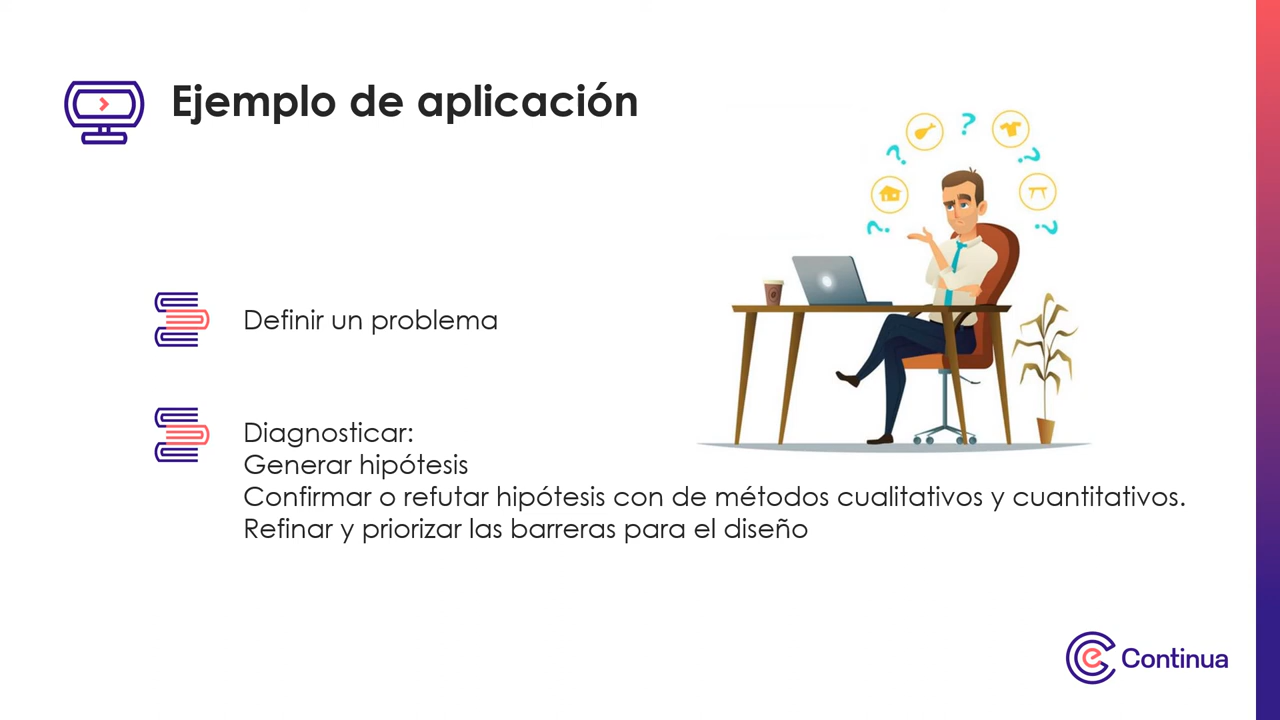 Ejemplo de aplicación
Definir un problema
Diagnosticar:
Generar hipótesis
Confirmar o refutar hipótesis con de métodos cualitativos y cuantitativos.
Refinar y priorizar las barreras para el diseño
Continua